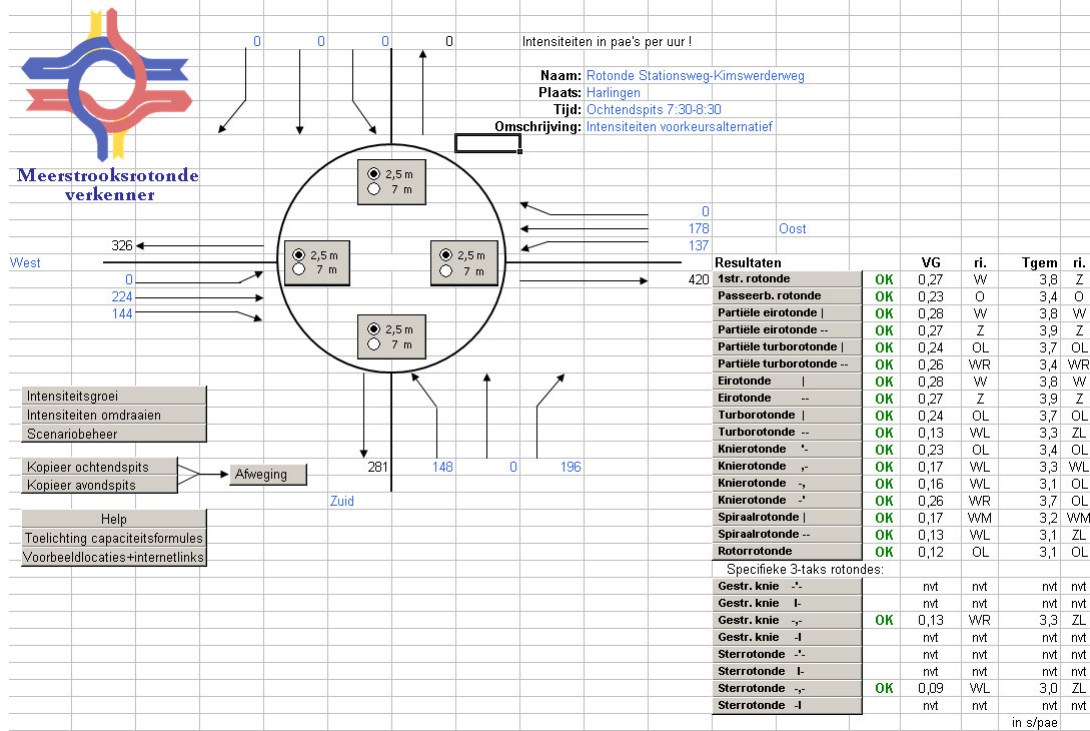 0 0 0 0 Intensiteiten in pae's per uur !
Naam: Rotonde Stationsweg-Kimswerderweg
Plaats: Harlingen
Tijd: Ochtendspits 7:30-8:30
Omschrijving: Intensiteiten voorkeursalternatief
Meerstrooksrotonde
verkenner
2,5 m
7 m
0
178 Oost
137
326
West
2,5 m
7 m
2,5 m
7 m
0
224
144
420
2,5 m
7 m
Intensiteitsgroei
Intensiteiten omdraaien
Scenariobeheer
Kopieer ochtendspits
Kopieer avondspits
Afweging
281 148 0 196
Zuid
Help
Toelichting capaciteitsformules
Voorbeeldlocaties+internetlinks
Resultaten VG ri. Tgem ri.
1str. rotonde OK 0,27 W 3,8 Z
Passeerb. rotonde OK 0,23 O 3,4 O
Partiële eirotonde | OK 0,28 W 3,8 W
Partiële eirotonde -- OK 0,27 Z 3,9 Z
Partiële turborotonde | OK 0,24 OL 3,7 OL
Partiële turborotonde -- OK 0,26 WR 3,4 WR
Eirotonde | OK 0,28 W 3,8 W
Eirotonde -- OK 0,27 Z 3,9 Z
Turborotonde | OK 0,24 OL 3,7 OL
Turborotonde -- OK 0,13 WL 3,3 ZL
Knierotonde '- OK 0,23 OL 3,4 OL
Knierotonde ,- OK 0,17 WL 3,3 WL
Knierotonde -, OK 0,16 WL 3,1 OL
Knierotonde -' OK 0,26 WR 3,7 OL
Spiraalrotonde | OK 0,17 WM 3,2 WM
Spiraalrotonde -- OK 0,13 WL 3,1 ZL
Rotorrotonde OK 0,12 OL 3,1 OL
Specifieke 3-taks rotondes:
Gestr. knie -'- nvt nvt nvt nvt
Gestr. knie I- nvt nvt nvt nvt
Gestr. knie -,- OK 0,13 WR 3,3 ZL
Gestr. knie -I nvt nvt nvt nvt
Sterrotonde -'- nvt nvt nvt nvt
Sterrotonde I- nvt nvt nvt nvt
Sterrotonde -,- OK 0,09 WL 3,0 ZL
Sterrotonde -I nvt nvt nvt nvt
in s/pae